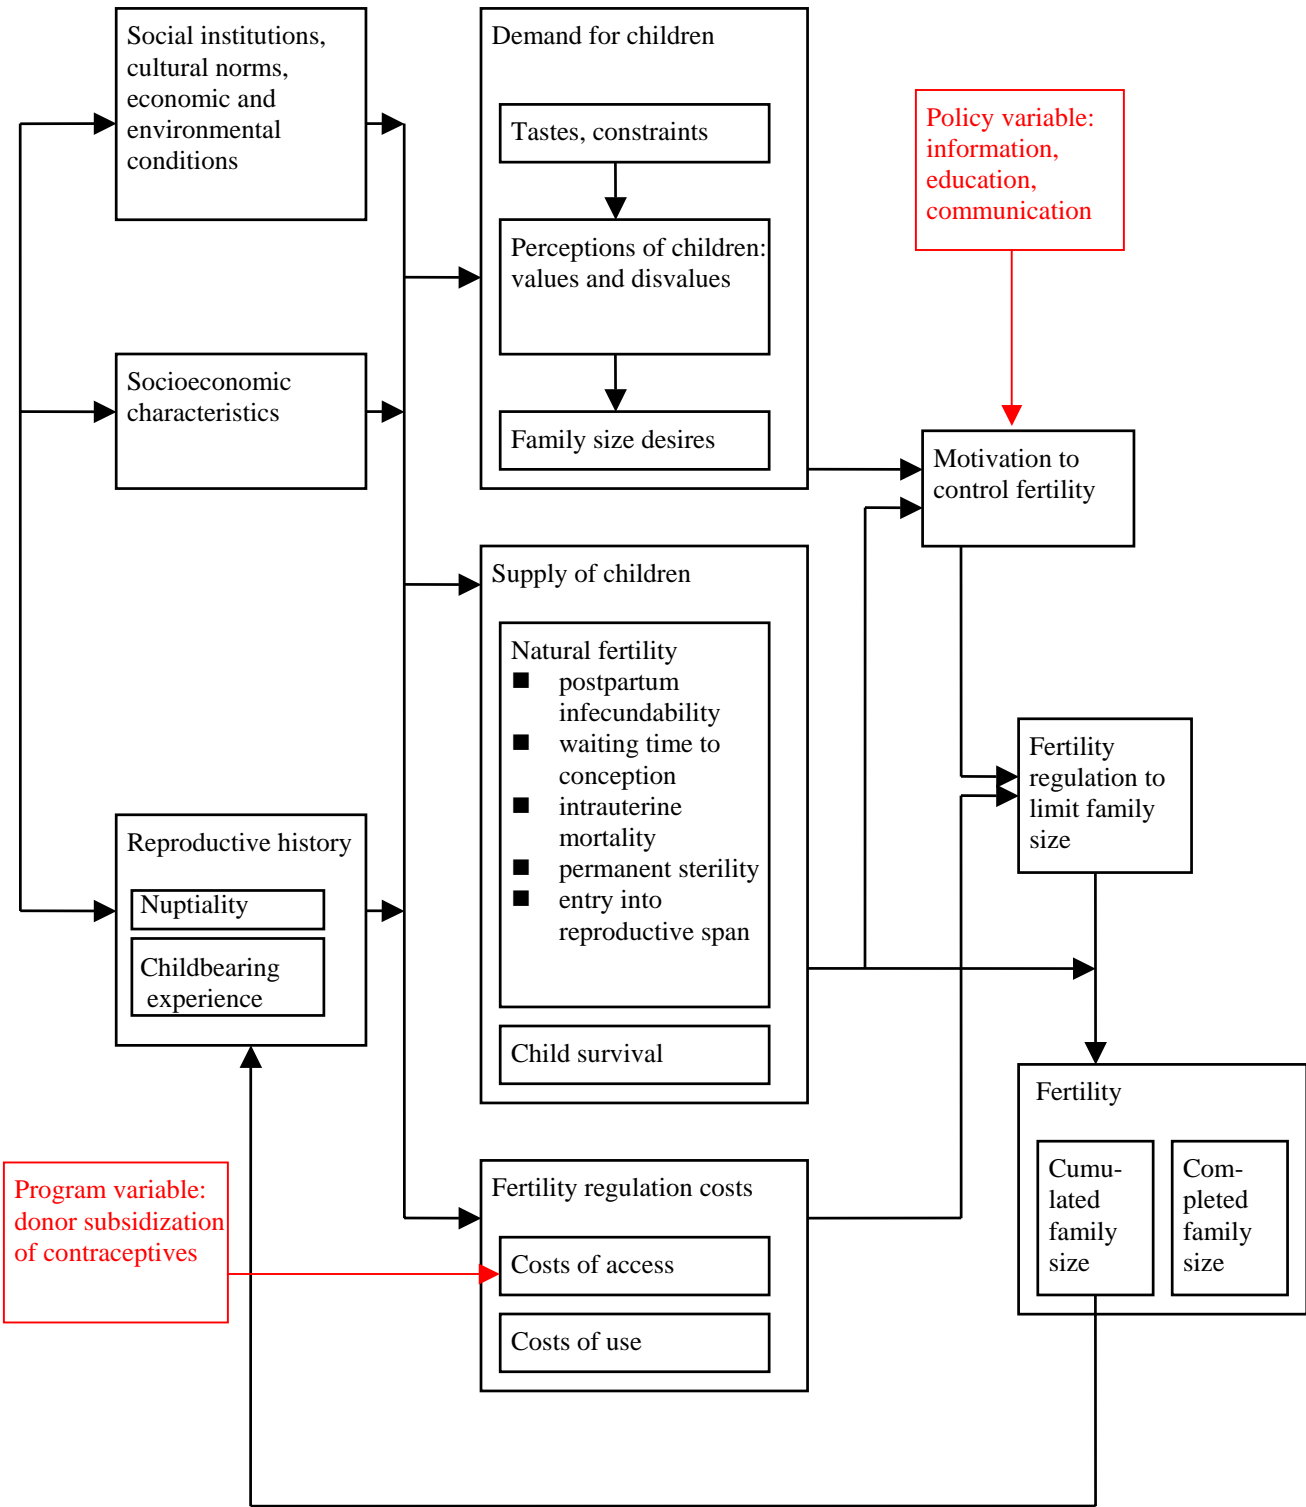 Social institutions,
cultural norms,
economic and
environmental
conditions
Socioeconomic
characteristics
Reproductive history
Nuptiality
Childbearing
experience
Program variable:
donor subsidization
of contraceptives
Demand for children
Tastes, constraints
Perceptions of children:
values and disvalues
Family size desires
Supply of children
Natural fertility
■ postpartum
infecundability
■ waiting time to
conception
■ intrauterine
mortality
■ permanent sterility
■ entry into
reproductive span
Child survival
Fertility regulation costs
Costs of access
Costs of use
Policy variable:
information,
education,
communication
Motivation to
control fertility
Fertility
regulation to
limit family
size
Fertility
Cumu-
lated
family
size
Com-
pleted
family
size